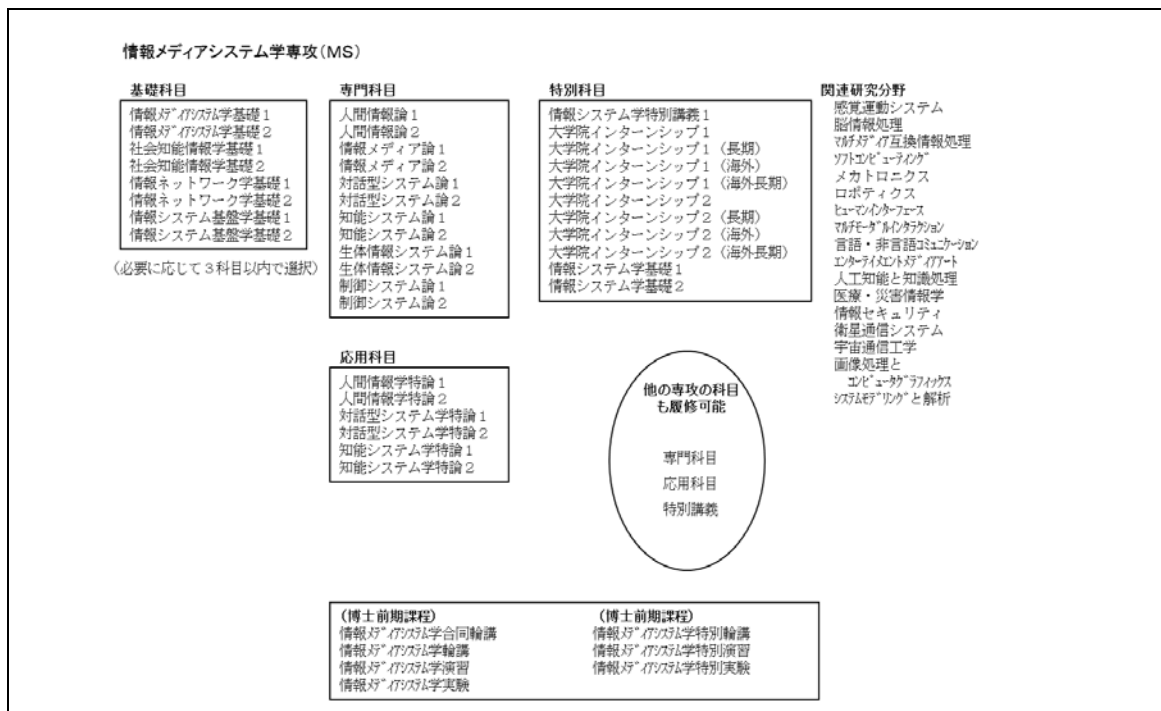 情報メディアシステム学専攻(MS)
基礎科目
情報ﾒﾃﾞｨｱｼｽﾃﾑ学基礎1
情報ﾒﾃﾞｨｱｼｽﾃﾑ学基礎2
社会知能情報学基礎1
社会知能情報学基礎2
情報ネットワーク学基礎1
情報ネットワーク学基礎2
情報システム基盤学基礎1
情報システム基盤学基礎2
(必要に応じて3科目以内で選択)
専門科目
人間情報論1
人間情報論2
情報メディア論1
情報メディア論2
対話型システム論1
対話型システム論2
知能システム論1
知能システム論2
生体情報システム論1
生体情報システム論2
制御システム論1
制御システム論2
特別科目
情報システム学特別講義1
大学院インターンシップ1
大学院インターンシップ1(長期)
大学院インターンシップ1(海外)
大学院インターンシップ1(海外長期)
大学院インターンシップ2
大学院インターンシップ2(長期)
大学院インターンシップ2(海外)
大学院インターンシップ2(海外長期)
情報システム学基礎1
情報システム学基礎2
関連研究分野
感覚運動システム
脳情報処理
ﾏﾙﾁﾒﾃﾞｨｱ互換情報処理
ｿﾌﾄｺﾝﾋﾟｭｰﾃｨﾝｸﾞ
メカトロニクス
ロボティクス
ﾋｭｰﾏﾝｲﾝﾀｰﾌｪｰｽ
ﾏﾙﾁﾓｰﾀﾞﾙｲﾝﾀﾗｸｼｮﾝ
言語・非言語ｺﾐｭﾆｹｰｼｮﾝ
ｴﾝﾀｰﾃｲﾒﾝﾄﾒﾃﾞｨｱｱｰﾄ
人工知能と知識処理
医療・災害情報学
情報セキュリティ
衛星通信システム
宇宙通信工学
画像処理と
ｺﾝﾋﾟｭｰﾀｸﾞﾗﾌｨｯｸｽ
ｼｽﾃﾑﾓﾃﾞﾘﾝｸﾞと解析
応用科目
人間情報学特論1
人間情報学特論2
対話型システム学特論1
対話型システム学特論2
知能システム学特論1
知能システム学特論2
他の専攻の科目
も履修可能
専門科目
応用科目
特別講義
(博士前期課程)
情報ﾒﾃﾞｨｱｼｽﾃﾑ学合同輪講
情報ﾒﾃﾞｨｱｼｽﾃﾑ学輪講
情報ﾒﾃﾞｨｱｼｽﾃﾑ学演習
情報ﾒﾃﾞｨｱｼｽﾃﾑ学実験
(博士前期課程)
情報ﾒﾃﾞｨｱｼｽﾃﾑ学特別輪講
情報ﾒﾃﾞｨｱｼｽﾃﾑ学特別演習
情報ﾒﾃﾞｨｱｼｽﾃﾑ学特別実験